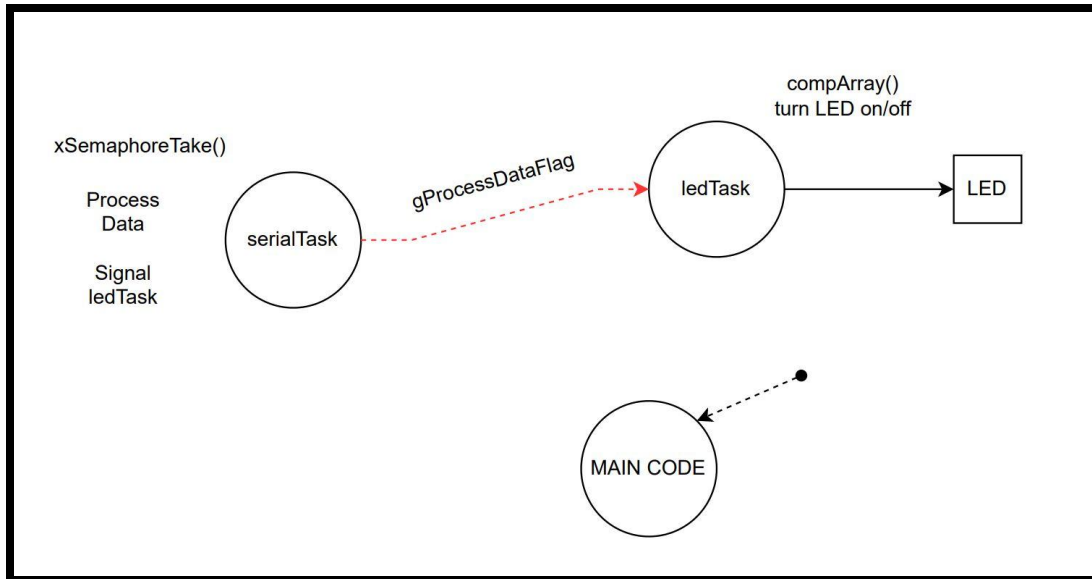 xSemaphoreTake()
Process
Data
Signal
ledTask
serialTask
gProcessDataFlag
ledTask
compArray()
turn LED on/off
LED
MAIN CODE